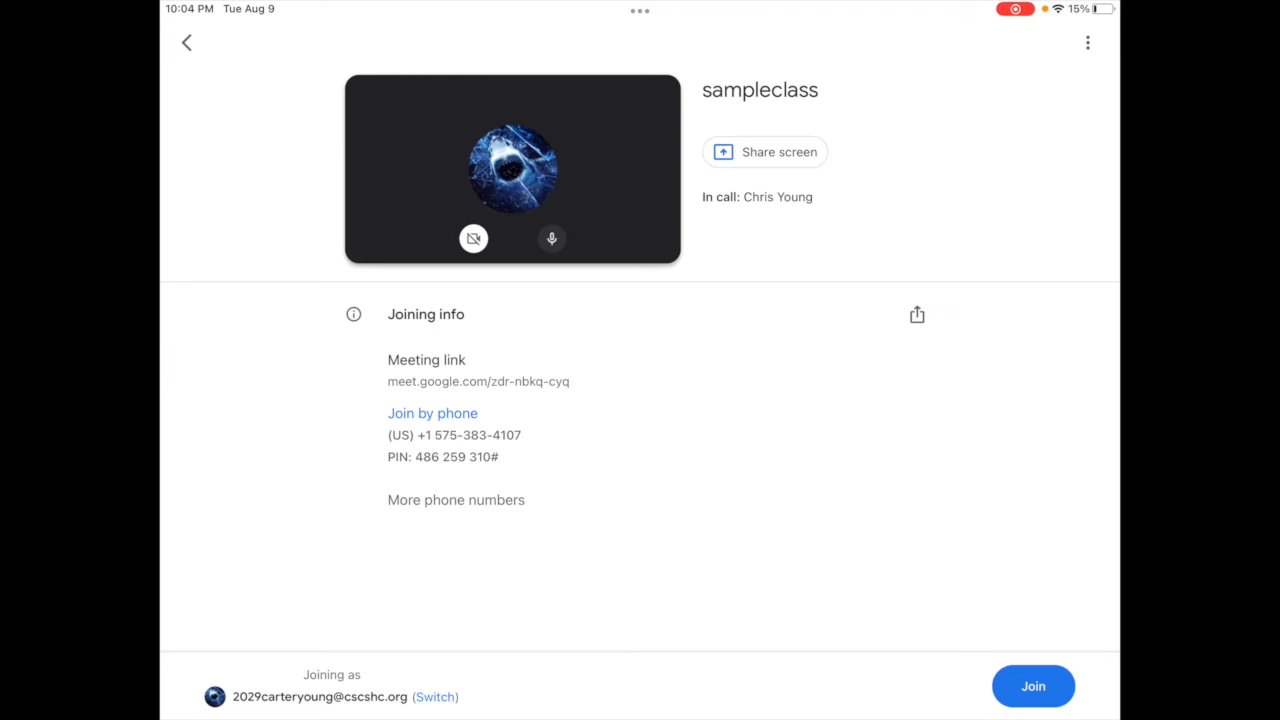 10:04 PM Tue Aug 9
15%
sampleclass
Share screen
In call: Chris Young
Joining info
Meeting link
meet.google.com/zdr-nbkq-cyq
Join by phone
(US) +1 575-383-4107
PIN: 486 259 310#
More phone numbers
Joining as
2029carteryoung@cscshc.org (Switch)
Join